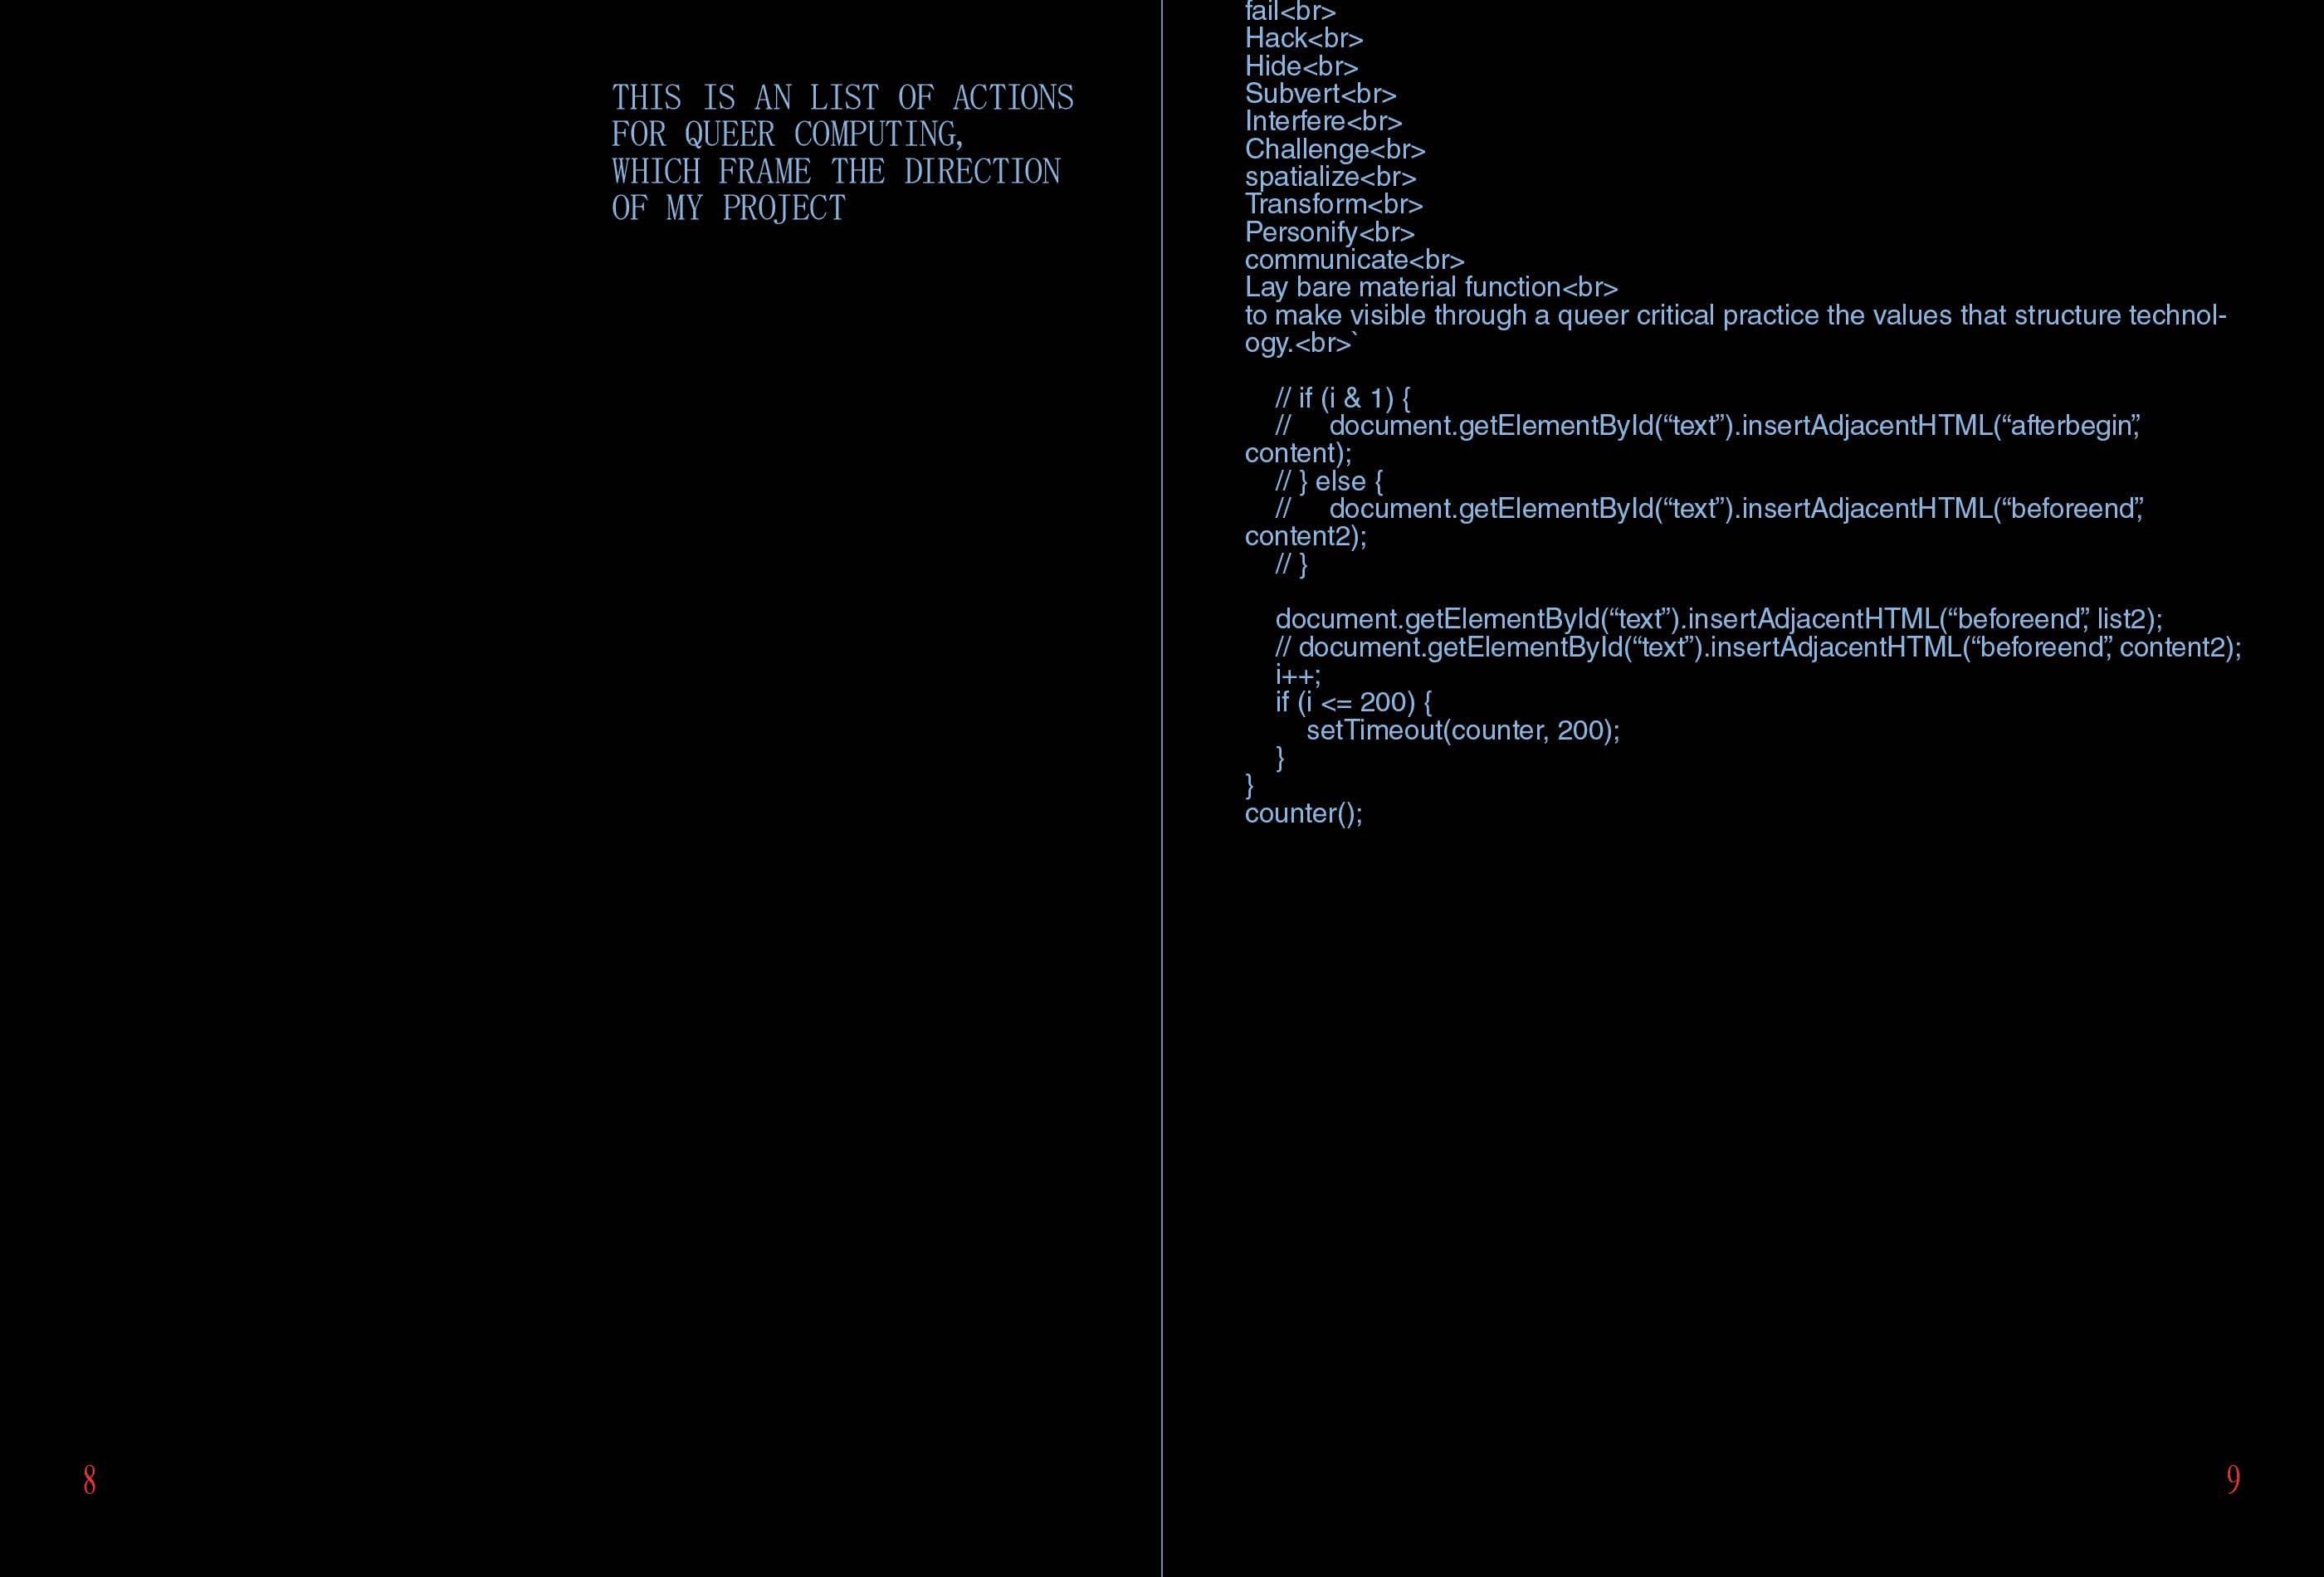 THIS IS AN LIST OF ACTIONS
FOR QUEER COMPUTING,
WHICH FRAME THE DIRECTION
OF MY PROJECT
8
fail<br>
Hack<br>
Hide<br>
Subvert<br>
Interfere<br>
Challenge<br>
spatialize<br>
Transform<br>
Personify<br>
communicate<br>
Lay bare material function<br>
to make visible through a queer critical practice the values that structure technol-
ogy.<br>`
// if (i & 1) {
//     document.getElementById(“text”).insertAdjacentHTML(“afterbegin”,
content);
// } else {
//     document.getElementById(“text”).insertAdjacentHTML(“beforeend”,
content2);
// }
document.getElementById(“text”).insertAdjacentHTML(“beforeend”, list2);
// document.getElementById(“text”).insertAdjacentHTML(“beforeend”, content2);
i++;
if (i <= 200) {
setTimeout(counter, 200);
}
}
counter();
9